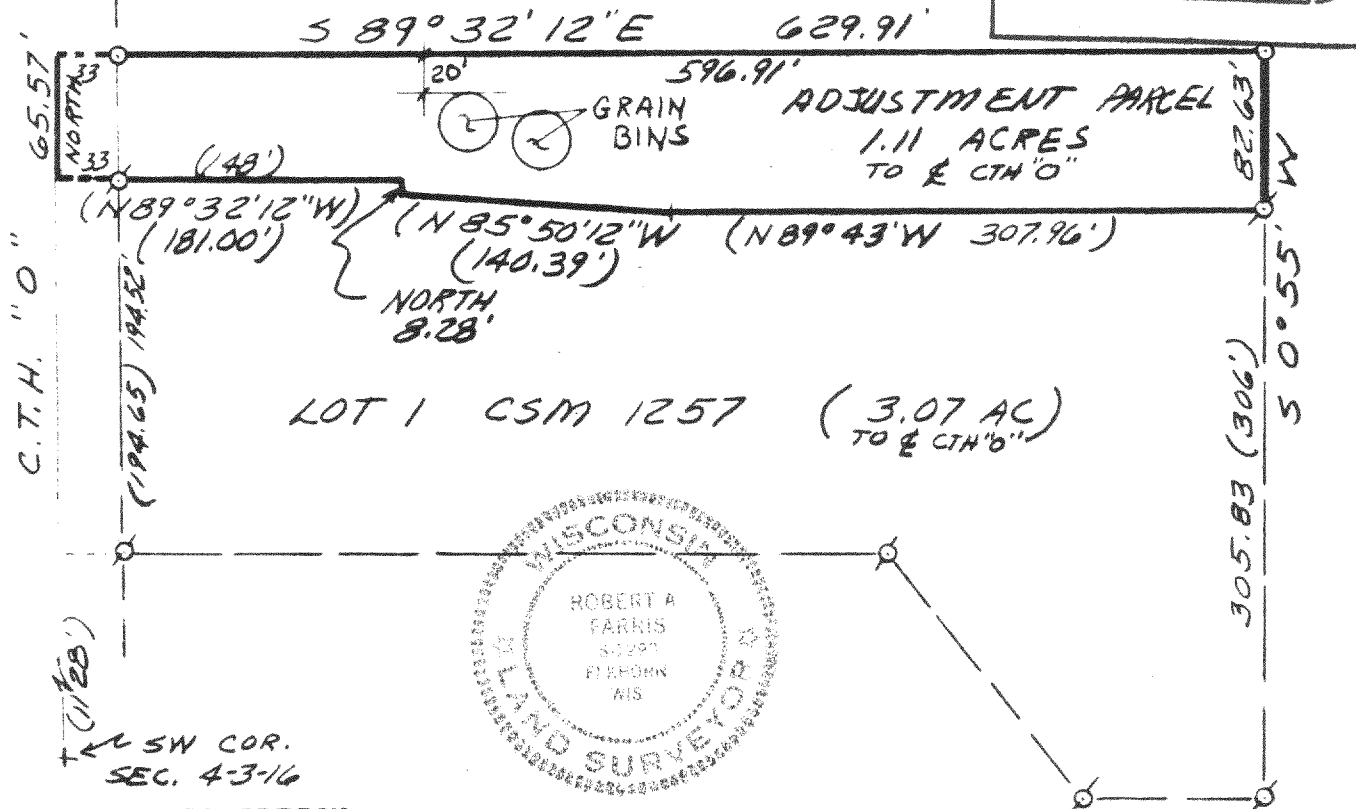 S 89° 32' 12" E 629.91'
65.57'
NORTH
33
33
20'
596.91'
GRAIN
BINS
ADJUSTMENT PARCEL
1.11 ACRES
TO ℄ CTH "O"
82.63'
(148')
(N 89° 32' 12" W)
(181.00')
(N 85° 50' 12" W
(140.39')
(N 89° 43' W 307.96')
NORTH
8.28'
S 0° 55' W
C.T.H. "O"
(194.65) 194.52'
LOT 1 CSM 1257 (3.07 AC)
TO ℄ CTH "O"
305.83 (306')
WISCONSIN
ROBERT A
FARRIS
ELKHORN
WIS
LAND SURVEYOR
SW COR.
SEC. 4-3-16